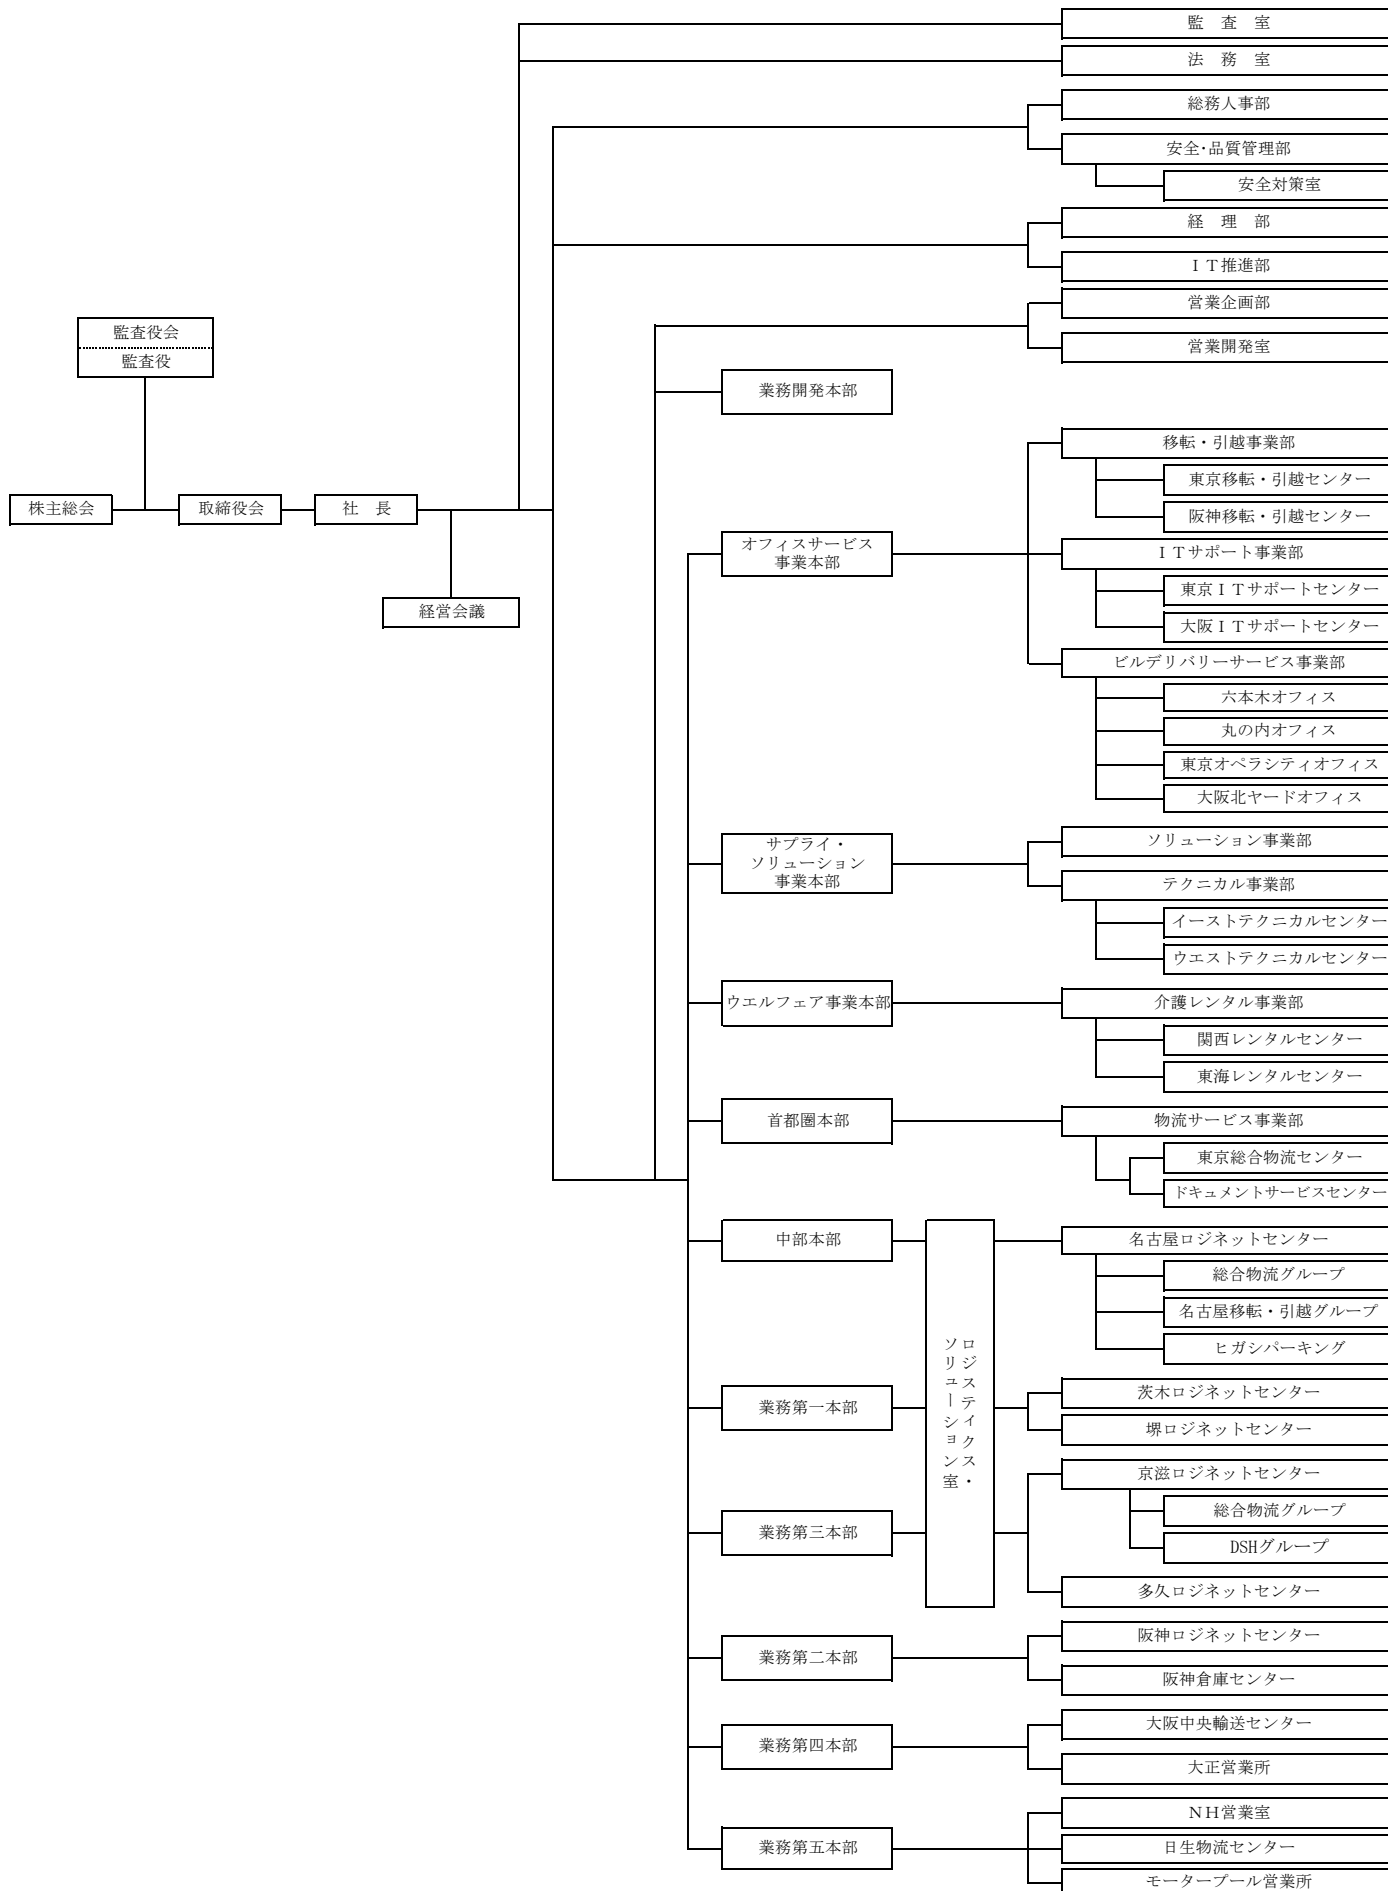 監　査　室
法　務　室
総務人事部
安全・品質管理部
安全対策室
経　理　部
ＩＴ推進部
営業企画部
営業開発室
監査役会
監査役
業務開発本部
株主総会
取締役会
社　長
経営会議
オフィスサービス
事業本部
移転・引越事業部
東京移転・引越センター
阪神移転・引越センター
ＩＴサポート事業部
東京ＩＴサポートセンター
大阪ＩＴサポートセンター
ビルデリバリーサービス事業部
六本木オフィス
丸の内オフィス
東京オペラシティオフィス
大阪北ヤードオフィス
サプライ・
ソリューション
事業本部
ソリューション事業部
テクニカル事業部
イーストテクニカルセンター
ウエストテクニカルセンター
ウエルフェア事業本部
介護レンタル事業部
関西レンタルセンター
東海レンタルセンター
首都圏本部
物流サービス事業部
東京総合物流センター
ドキュメントサービスセンター
ロジスティクス・
ソリューション室
中部本部
名古屋ロジネットセンター
総合物流グループ
名古屋移転・引越グループ
ヒガシパーキング
業務第一本部
茨木ロジネットセンター
堺ロジネットセンター
業務第三本部
京滋ロジネットセンター
総合物流グループ
DSHグループ
多久ロジネットセンター
業務第二本部
阪神ロジネットセンター
阪神倉庫センター
業務第四本部
大阪中央輸送センター
大正営業所
業務第五本部
ＮＨ営業室
日生物流センター
モータープール営業所